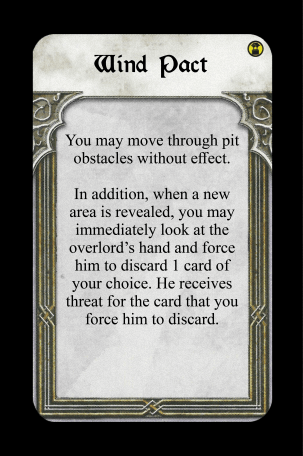 Wind Pact
You may move through pit
obstacles without effect.
In addition, when a new
area is revealed, you may
immediately look at the
overlord's hand and force
him to discard 1 card of
your choice. He receives
threat for the card that you
force him to discard.